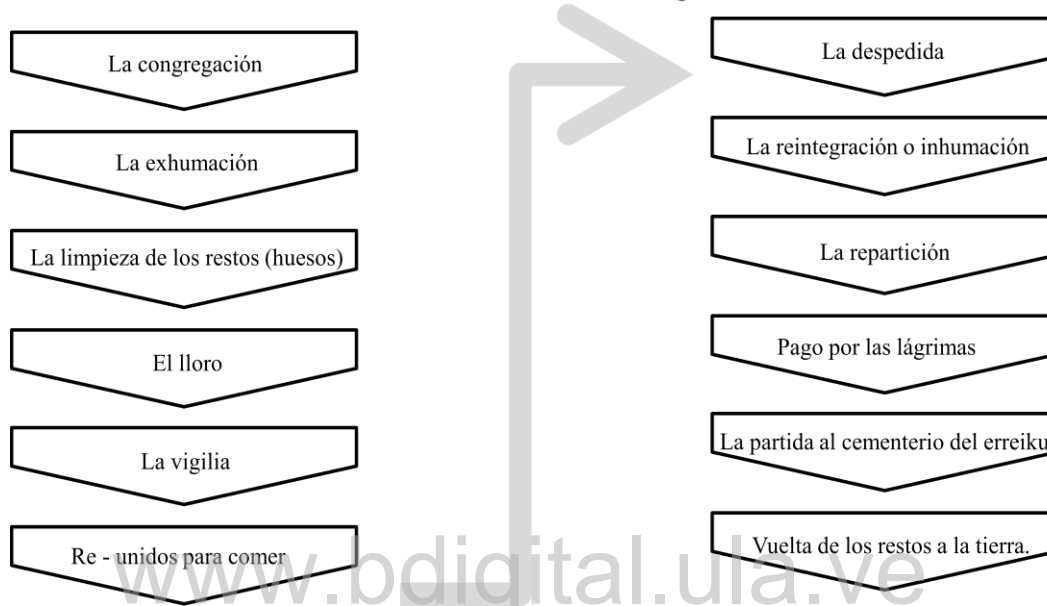 La congregación
La exhumación
La limpieza de los restos (huesos)
El lloro
La vigilia
Re - unidos para comer
La despedida
La reintegración o inhumación
La repartición
Pago por las lágrimas
La partida al cementerio del erreiku
Vuelta de los restos a la tierra.
www.bdigital.ula.ve